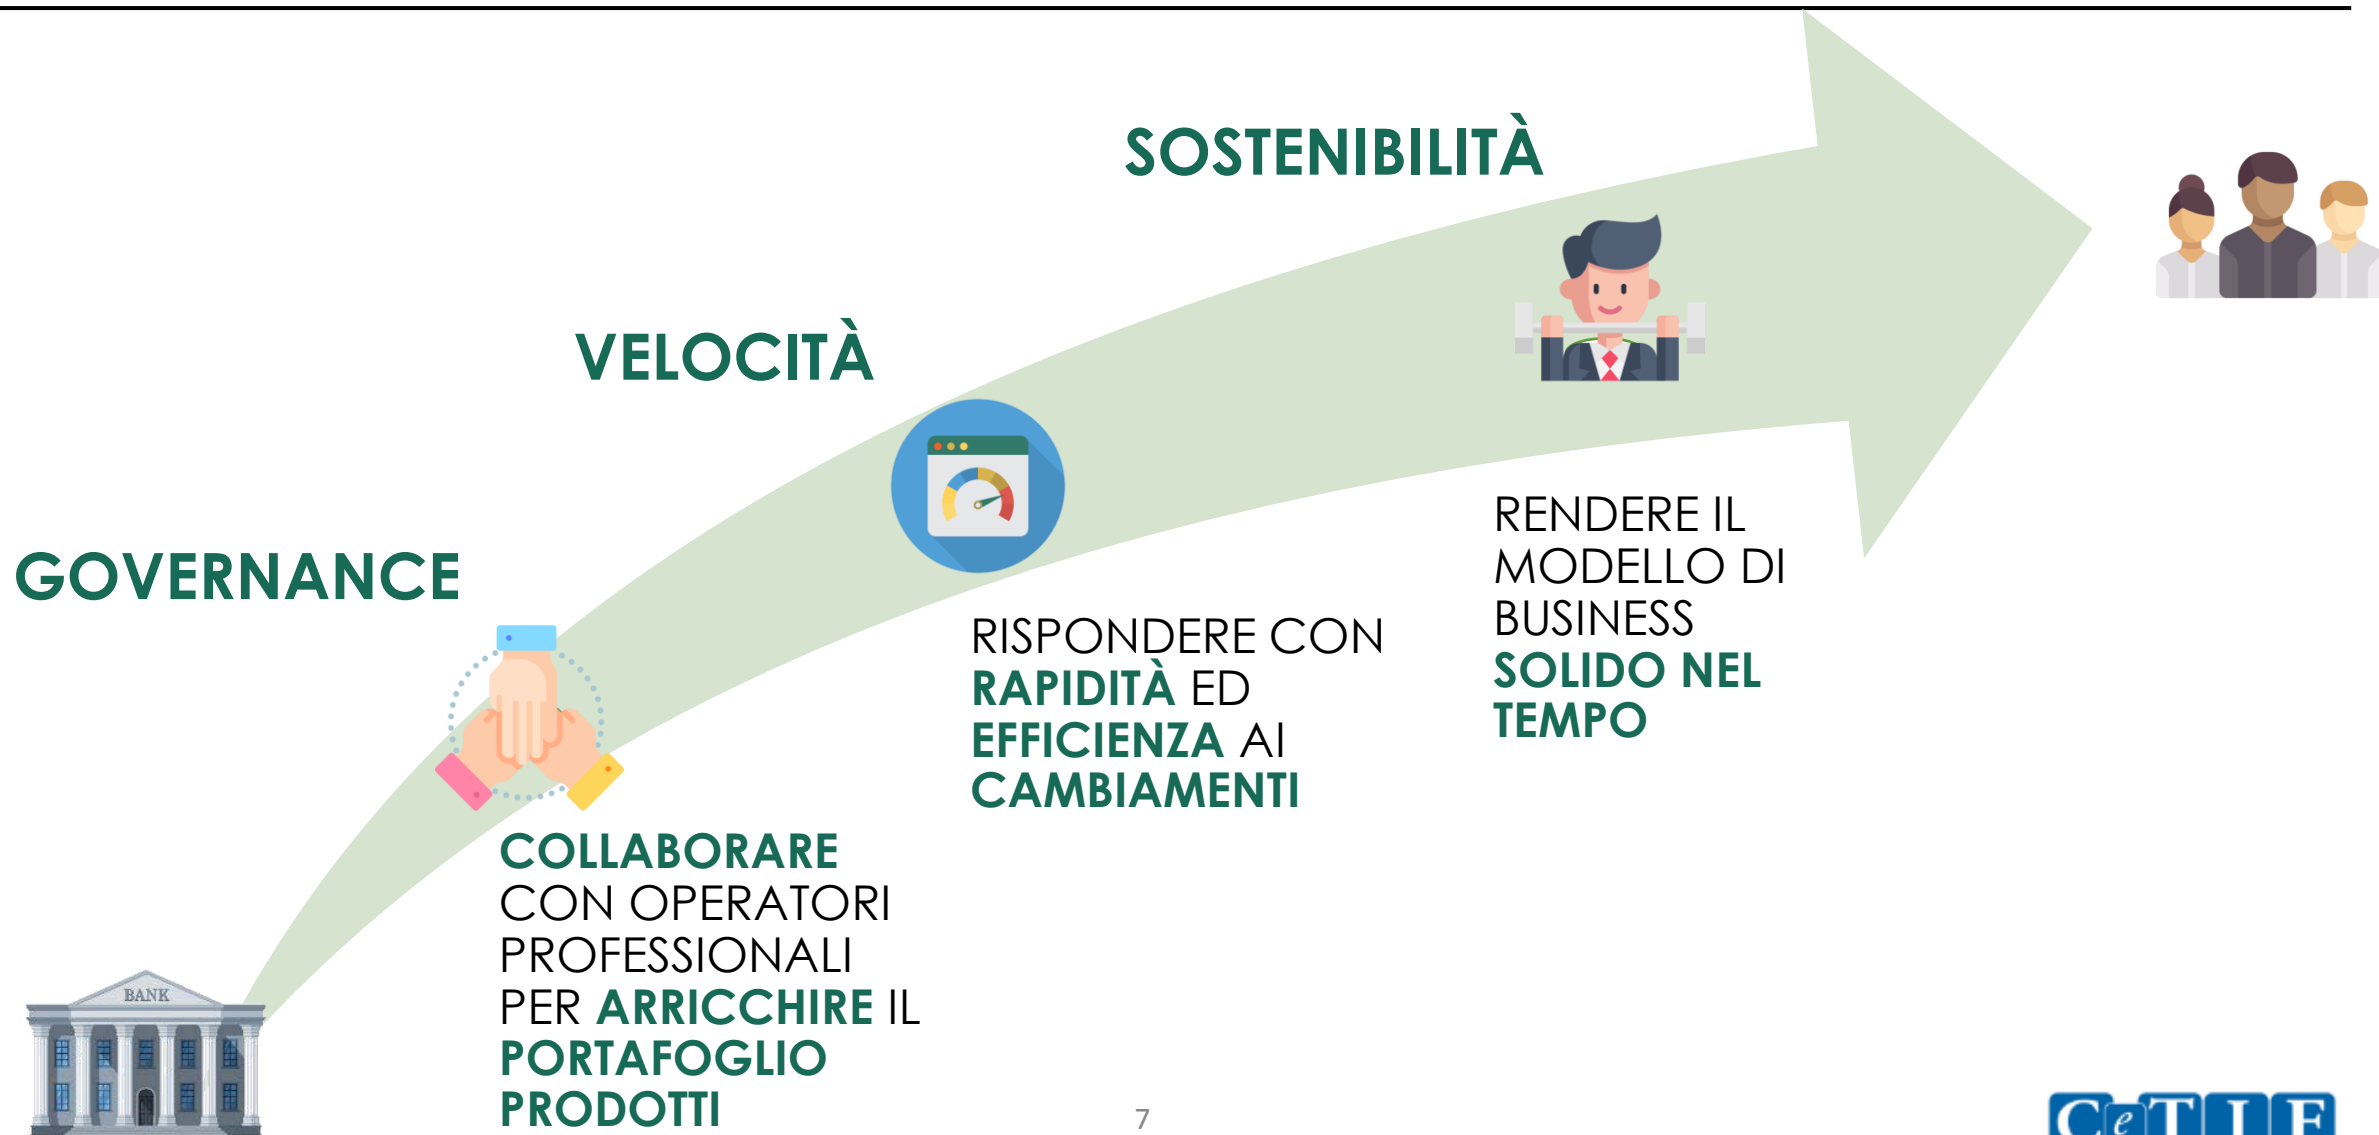 SOSTENIBILITÀ
VELOCITÀ
GOVERNANCE
RENDERE IL
MODELLO DI
BUSINESS
SOLIDO NEL
TEMPO
RISPONDERE CON
RAPIDITÀ ED
EFFICIENZA AI
CAMBIAMENTI
COLLABORARE
CON OPERATORI
PROFESSIONALI
PER ARRICCHIRE IL
PORTAFOGLIO
PRODOTTI
BANK
7
CeTIF